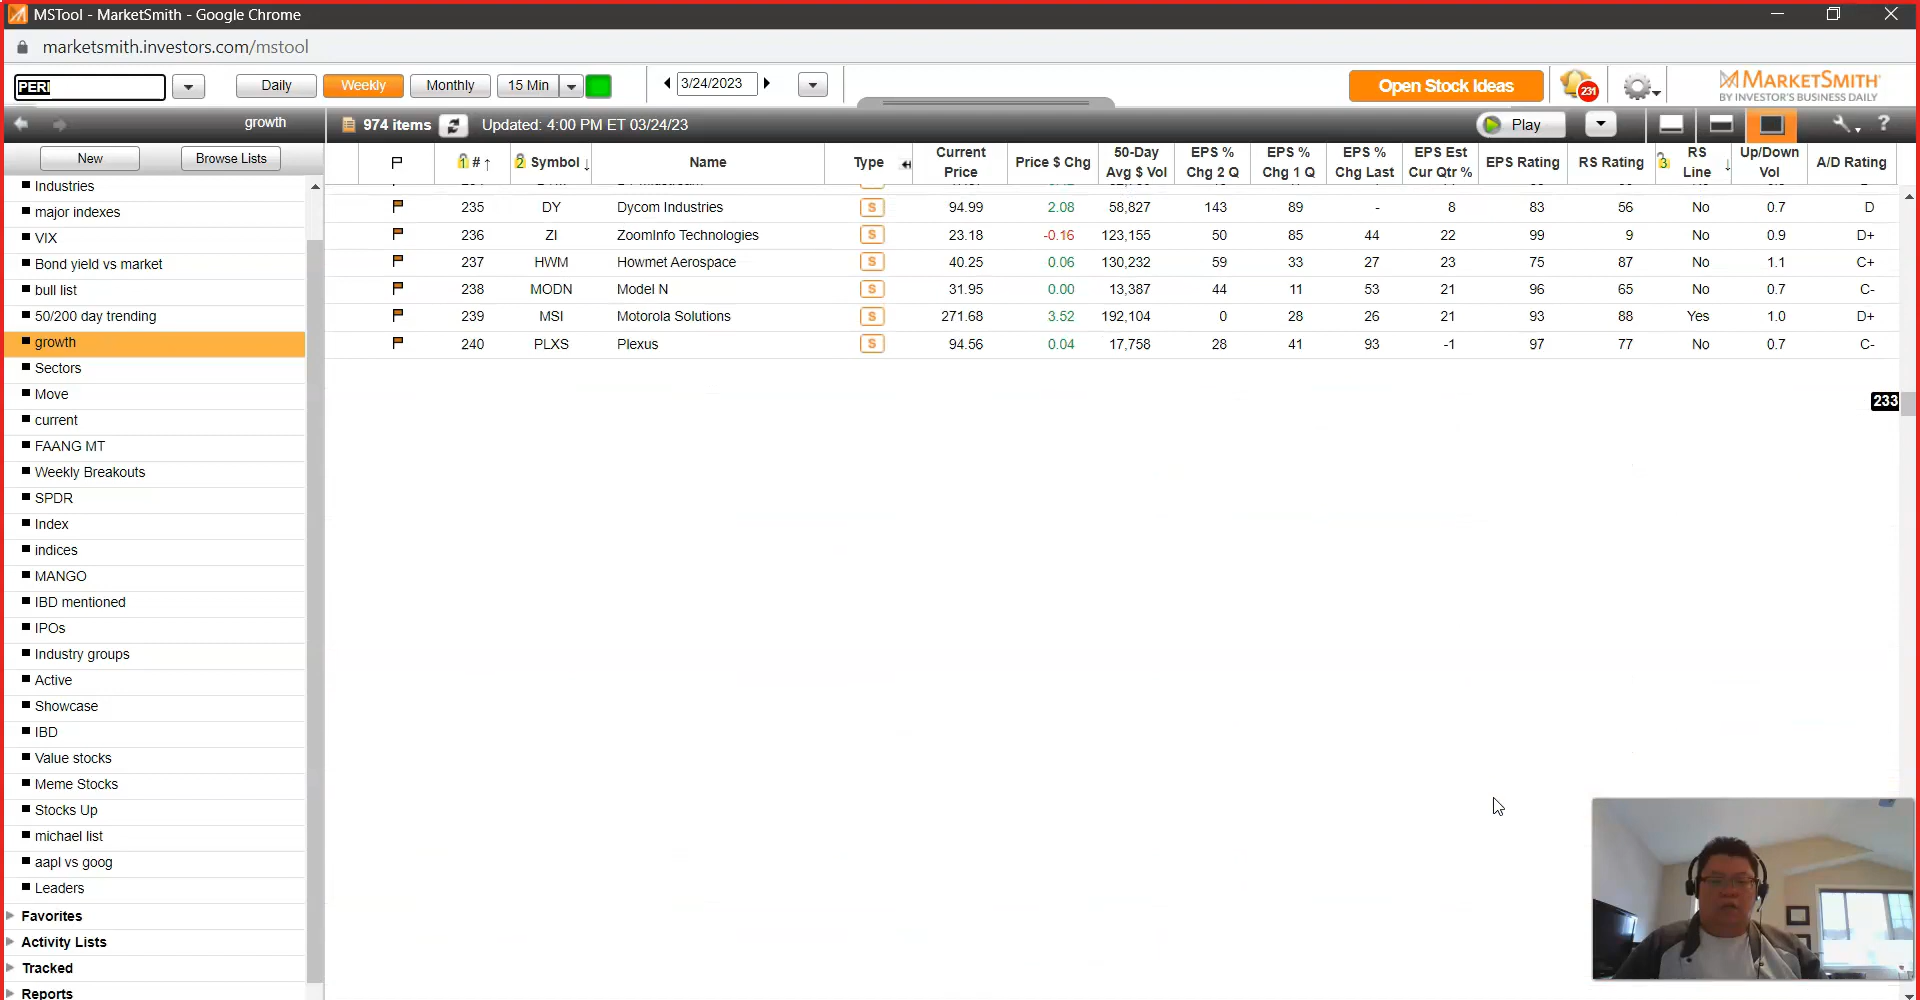 MSTool - MarketSmith - Google Chrome
marketsmith.investors.com/mstool
PERI Daily Weekly Monthly 15 Min 3/24/2023 Open Stock Ideas 231 MARKETSMITH
BY INVESTOR'S BUSINESS DAILY
growth 974 items Updated: 4:00 PM ET 03/24/23 Play ?
New Browse Lists
1 # ↑ 2 Symbol ↓ Name Type Current Price Price $ Chg 50-Day Avg $ Vol EPS % Chg 2 Q EPS % Chg 1 Q EPS % Chg Last EPS Est Cur Qtr % EPS Rating RS Rating 3 RS Line ↓ Up/Down Vol A/D Rating
235 DY Dycom Industries S 94.99 2.08 58,827 143 89 - 8 83 56 No 0.7 D
236 ZI ZoomInfo Technologies S 23.18 -0.16 123,155 50 85 44 22 99 9 No 0.9 D+
237 HWM Howmet Aerospace S 40.25 0.06 130,232 59 33 27 23 75 87 No 1.1 C+
238 MODN Model N S 31.95 0.00 13,387 44 11 53 21 96 65 No 0.7 C-
239 MSI Motorola Solutions S 271.68 3.52 192,104 0 28 26 21 93 88 Yes 1.0 D+
240 PLXS Plexus S 94.56 0.04 17,758 28 41 93 -1 97 77 No 0.7 C-
233
Industries
major indexes
VIX
Bond yield vs market
bull list
50/200 day trending
growth
Sectors
Move
current
FAANG MT
Weekly Breakouts
SPDR
Index
indices
MANGO
IBD mentioned
IPOs
Industry groups
Active
Showcase
IBD
Value stocks
Meme Stocks
Stocks Up
michael list
aapl vs goog
Leaders
Favorites
Activity Lists
Tracked
Reports